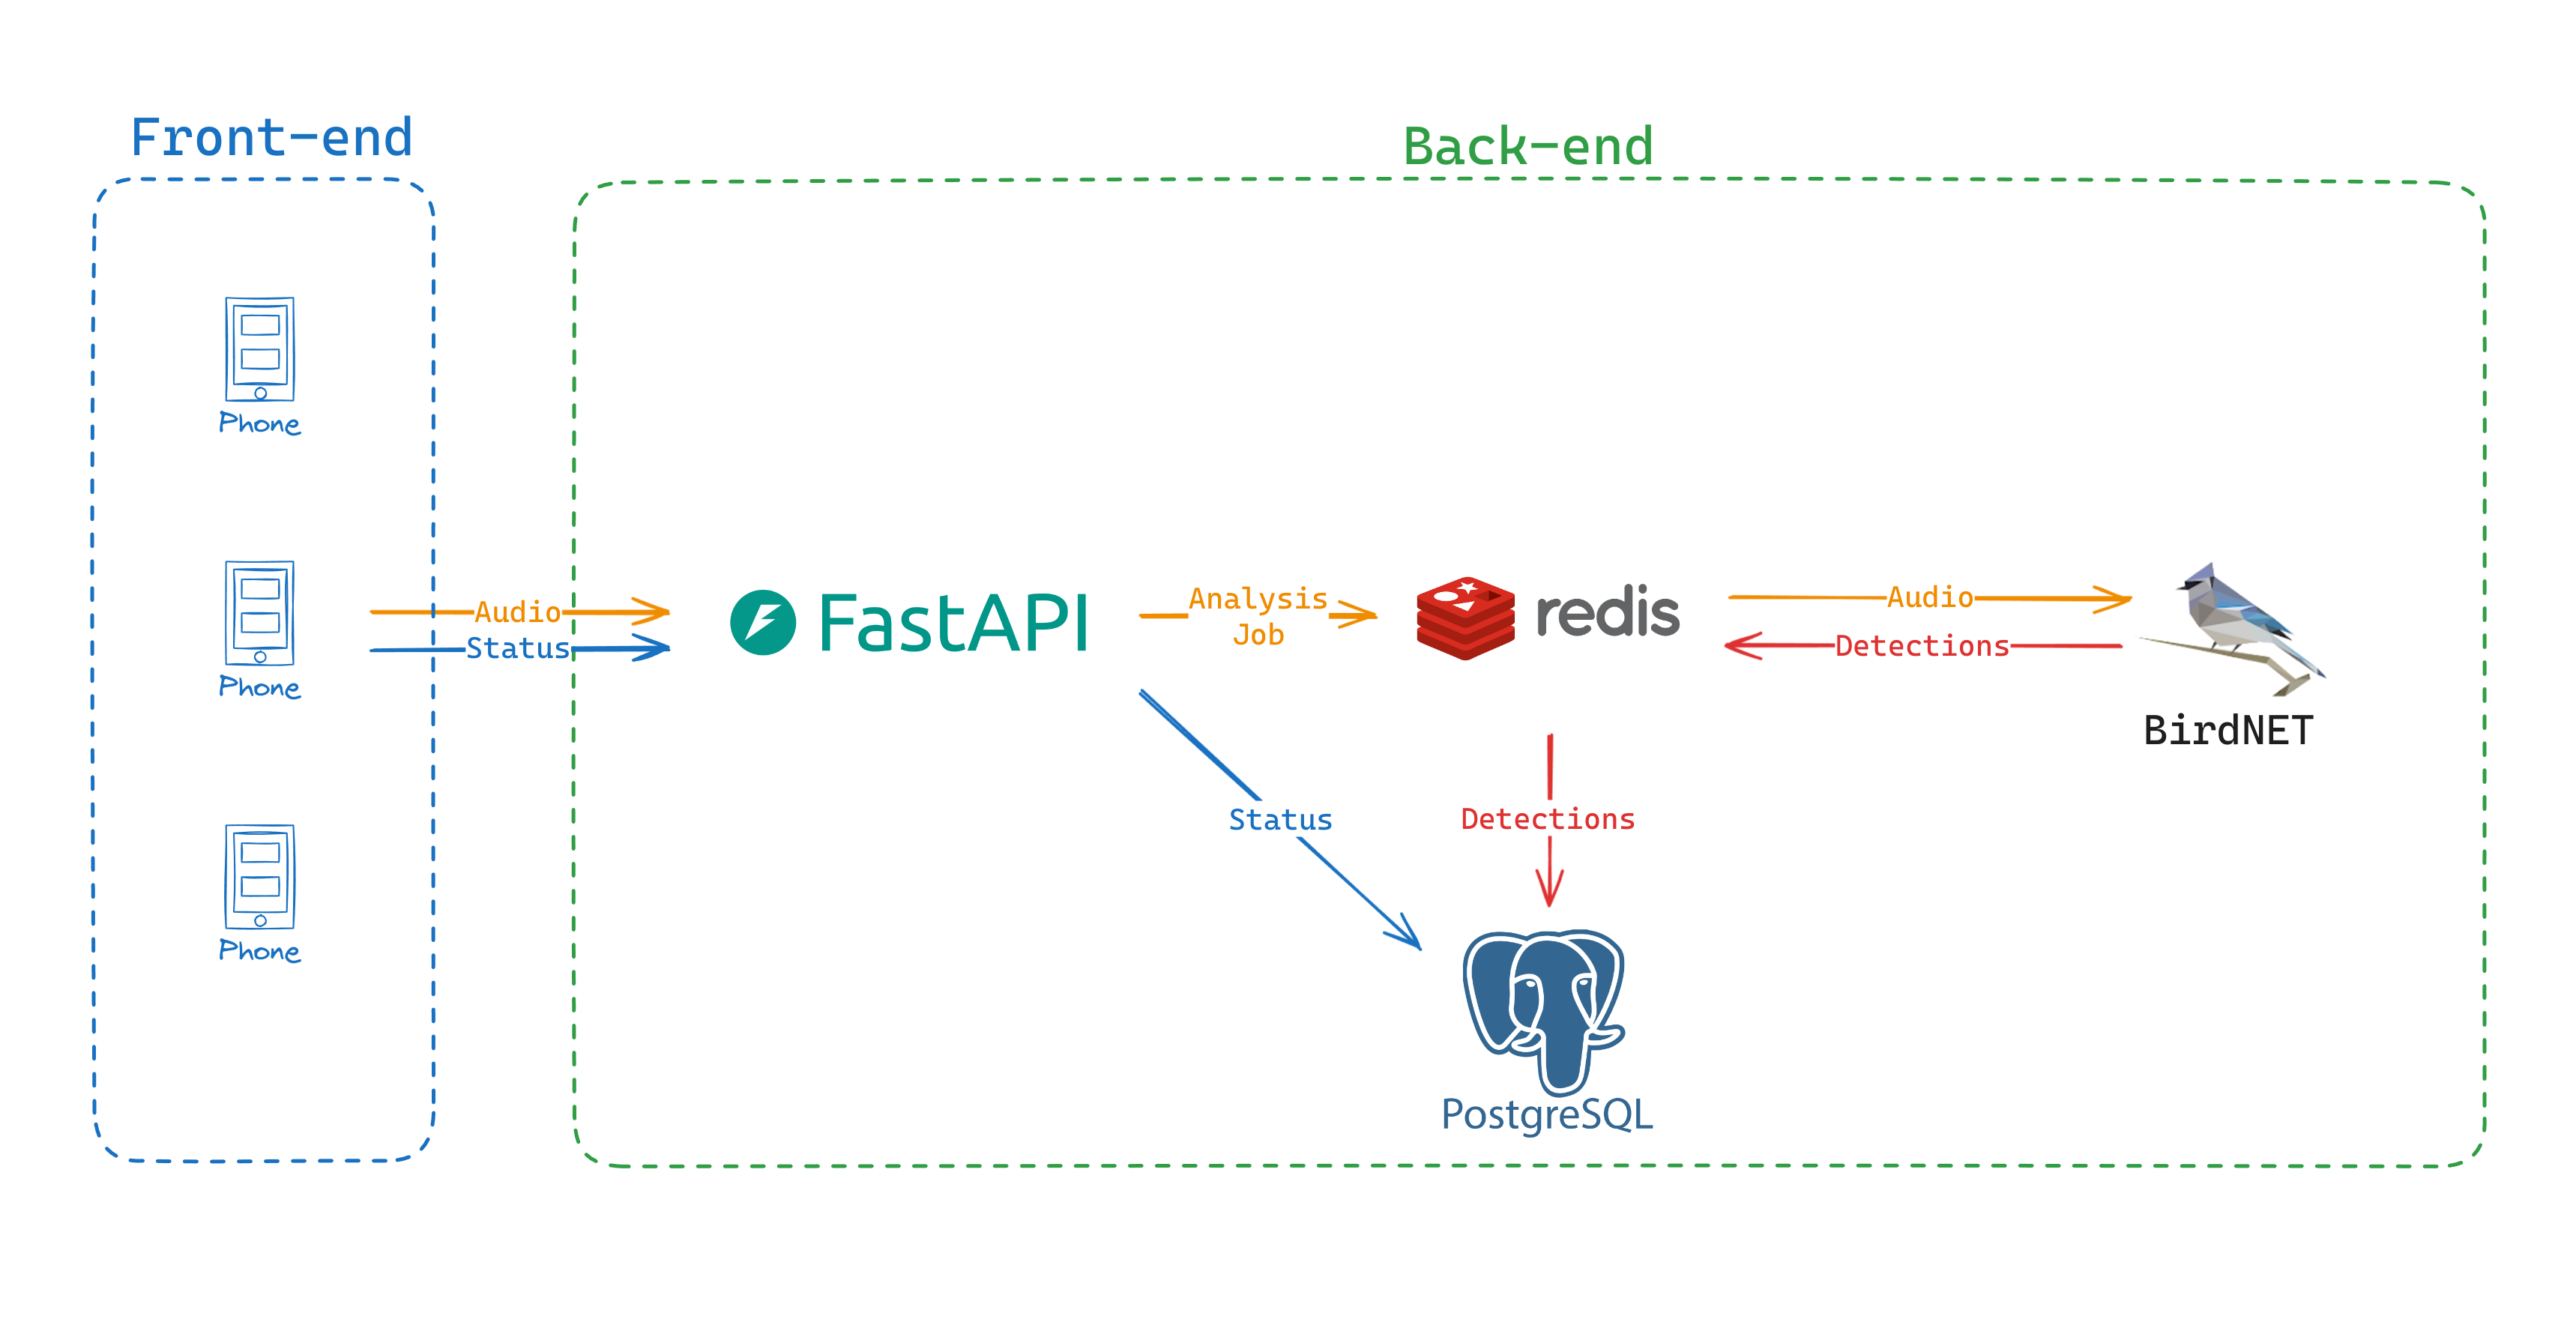 Front-end
Back-end
Phone
Phone
Phone
Audio
Status
FastAPI
Analysis
Job
redis
Audio
Detections
BirdNET
Status
Detections
PostgreSQL